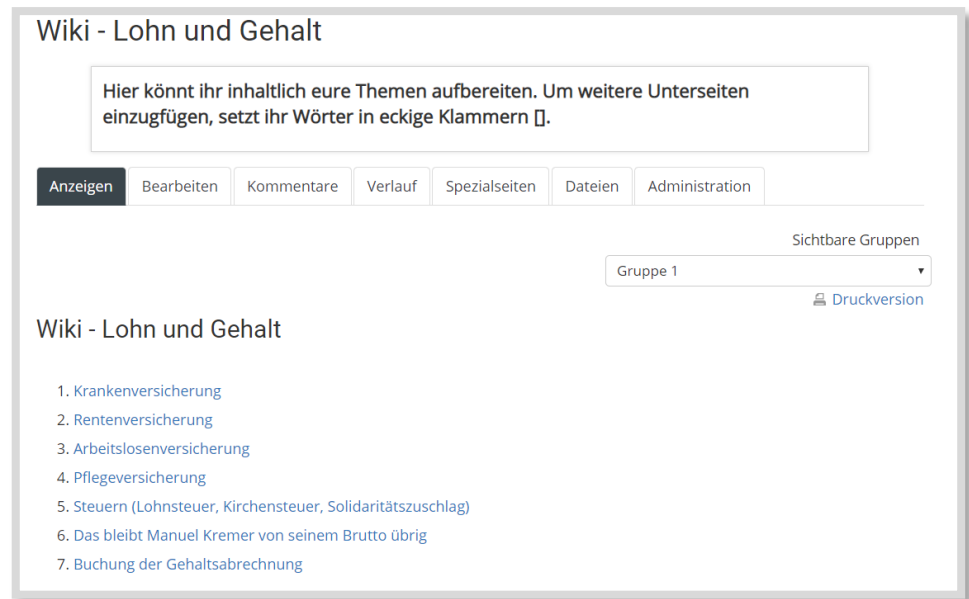 Wiki - Lohn und Gehalt
Hier könnt ihr inhaltlich eure Themen aufbereiten. Um weitere Unterseiten
einzugfügen, setzt ihr Wörter in eckige Klammern [].
Anzeigen Bearbeiten Kommentare Verlauf Spezialseiten Dateien Administration
Sichtbare Gruppen
Gruppe 1
Druckversion
Wiki - Lohn und Gehalt
1. Krankenversicherung
2. Rentenversicherung
3. Arbeitslosenversicherung
4. Pflegeversicherung
5. Steuern (Lohnsteuer, Kirchensteuer, Solidaritätszuschlag)
6. Das bleibt Manuel Kremer von seinem Brutto übrig
7. Buchung der Gehaltsabrechnung